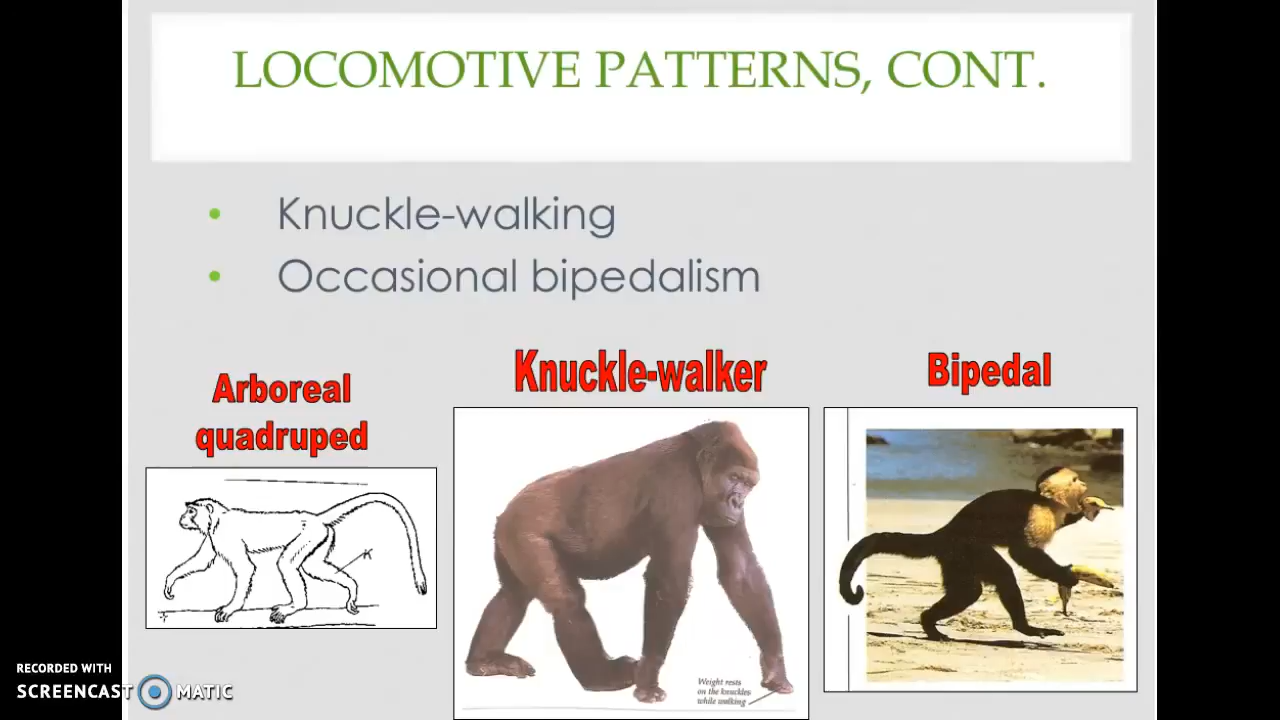 LOCOMOTIVE PATTERNS, CONT.
• Knuckle-walking
• Occasional bipedalism
Arboreal
quadruped
Knuckle-walker
Bipedal
K
Weight rests
on the knuckles
while walking
RECORDED WITH
SCREENCAST MATIC